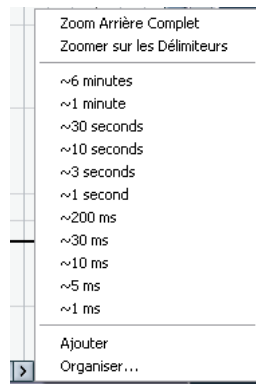 Zoom Arrière Complet
Zoomer sur les Délimiteurs
~6 minutes
~1 minute
~30 seconds
~10 seconds
~3 seconds
~1 second
~200 ms
~30 ms
~10 ms
~5 ms
~1 ms
Ajouter
Organiser...